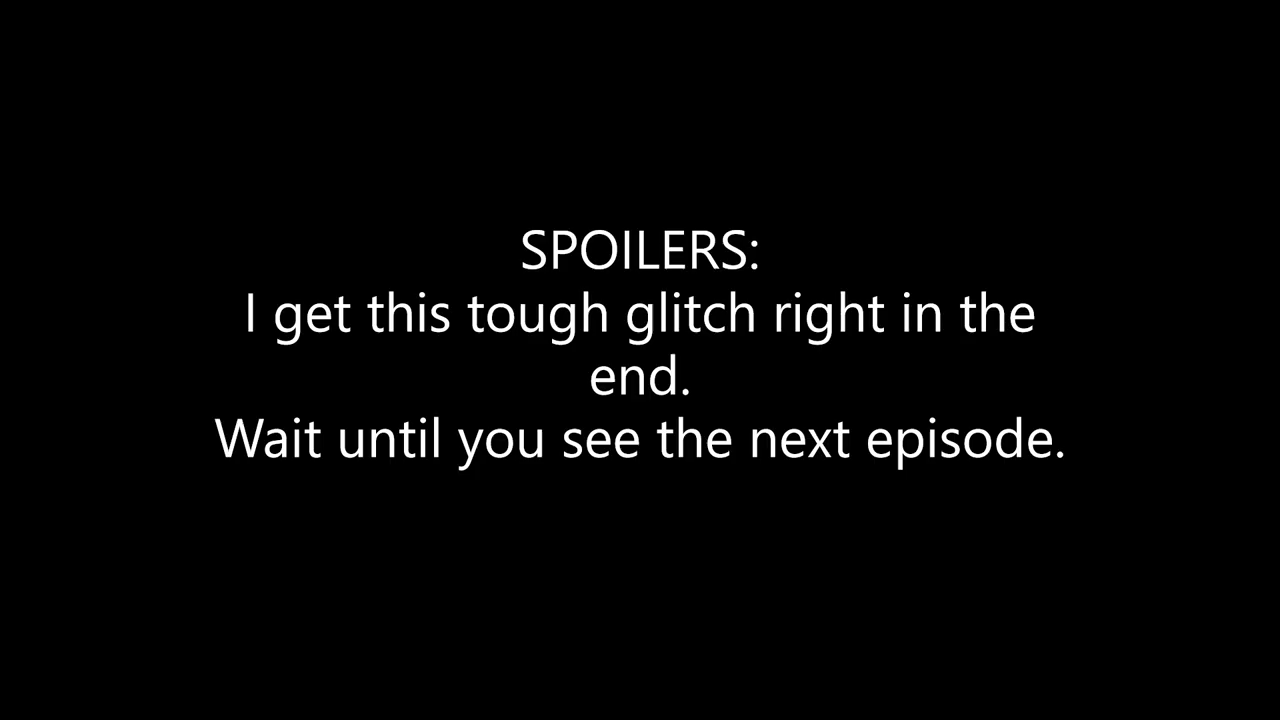 SPOILERS:
I get this tough glitch right in the
end.
Wait until you see the next episode.